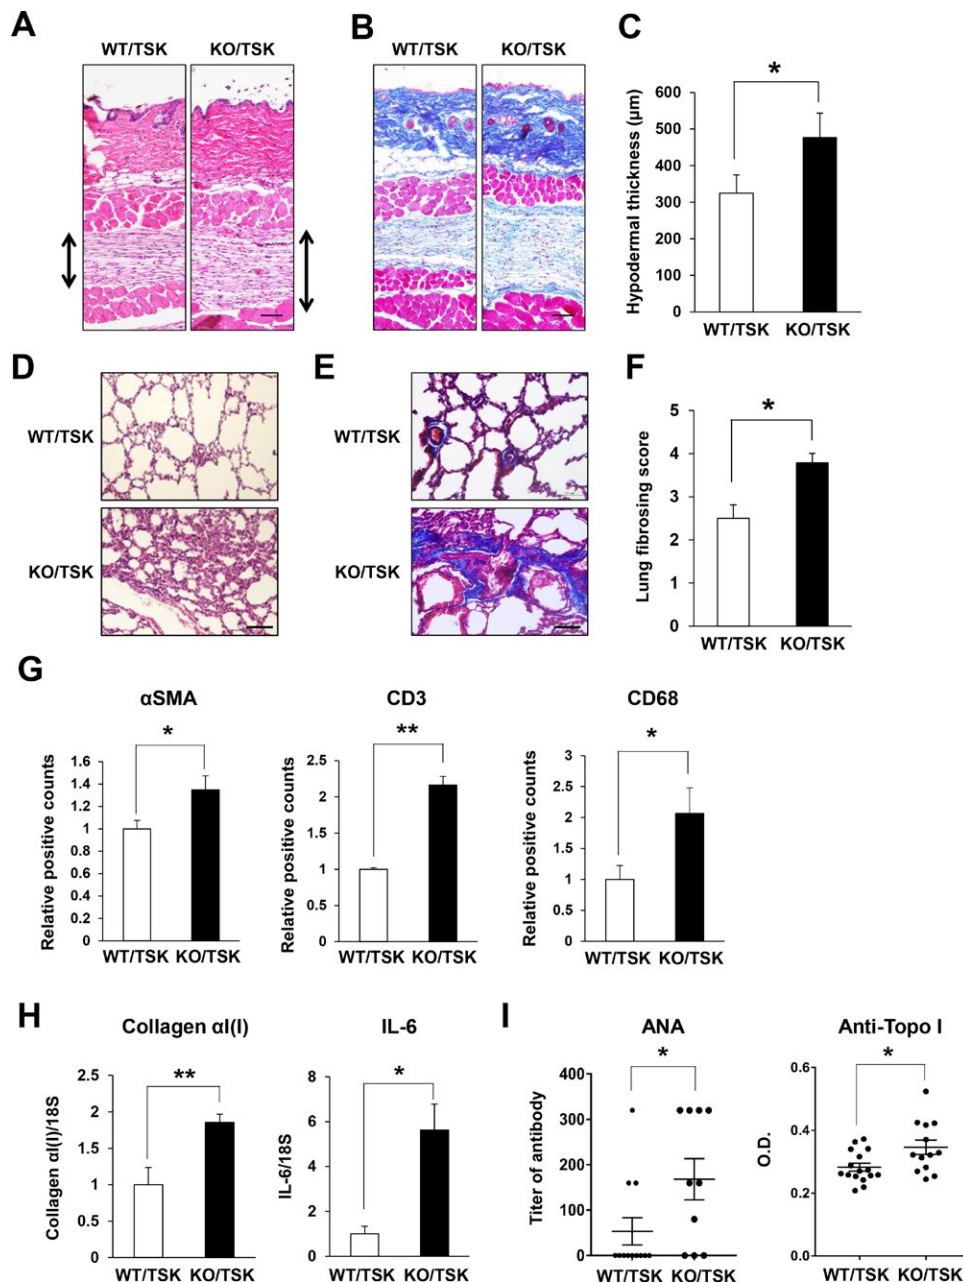 A
WT/TSK KO/TSK
B
WT/TSK KO/TSK
C
*
Hypodermal thickness (μm)
600
500
400
300
200
100
0
WT/TSK KO/TSK
D
WT/TSK
KO/TSK
E
WT/TSK
KO/TSK
F
*
Lung fibrosing score
5
4
3
2
1
0
WT/TSK KO/TSK
G
αSMA
*
Relative positive counts
1.6
1.4
1.2
1
0.8
0.6
0.4
0.2
0
WT/TSK KO/TSK
CD3
**
Relative positive counts
2.5
2
1.5
1
0.5
0
WT/TSK KO/TSK
CD68
*
Relative positive counts
3
2.5
2
1.5
1
0.5
0
WT/TSK KO/TSK
H
Collagen αI(I)
**
Collagen αI(I)/18S
2.5
2
1.5
1
0.5
0
WT/TSK KO/TSK
IL-6
*
IL-6/18S
8
6
4
2
0
WT/TSK KO/TSK
I
ANA
*
Titer of antibody
400
300
200
100
0
WT/TSK KO/TSK
Anti-Topo I
*
O.D.
0.6
0.4
0.2
0.0
WT/TSK KO/TSK